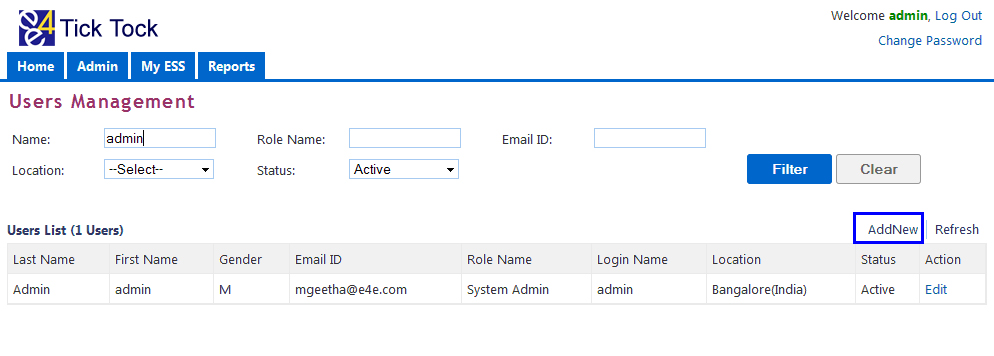 e4e Tick Tock
Welcome admin, Log Out
Change Password
Home Admin My ESS Reports
Users Management
Name: admin Role Name: Email ID:
Location: --Select-- Status: Active Filter Clear
Users List (1 Users) AddNew Refresh
Last Name First Name Gender Email ID Role Name Login Name Location Status Action
Admin admin M mgeetha@e4e.com System Admin admin Bangalore(India) Active Edit